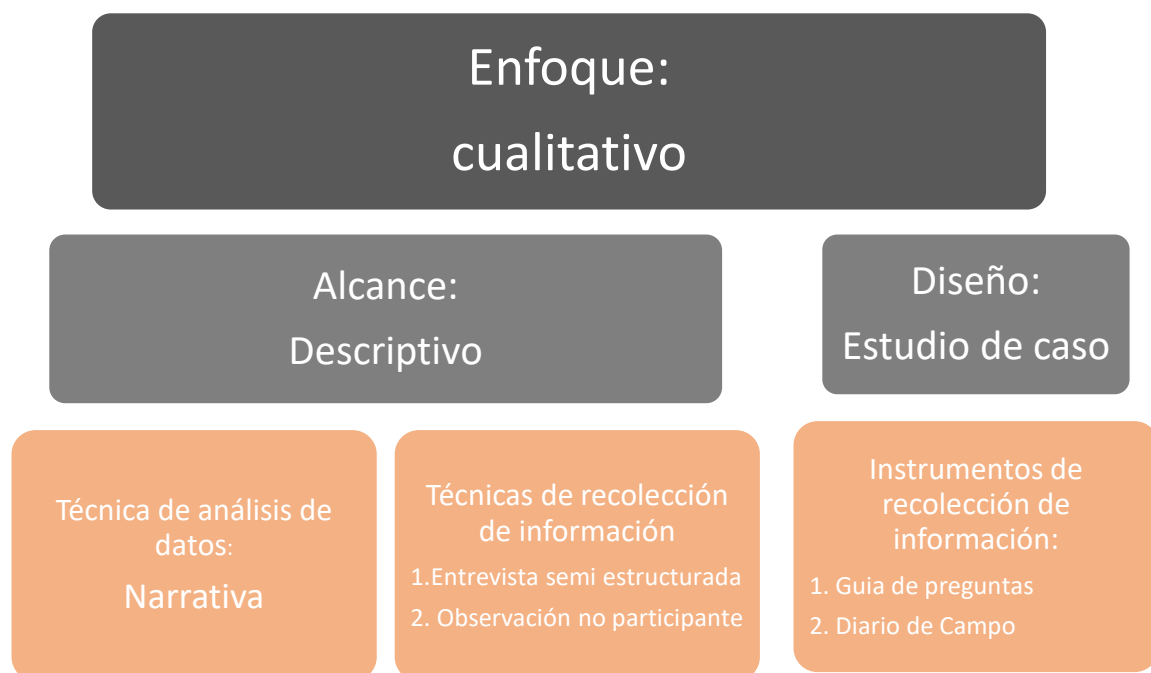 Enfoque:
cualitativo
Alcance:
Descriptivo
Diseño:
Estudio de caso
Técnica de análisis de
datos:
Narrativa
Técnicas de recolección
de información
1.Entrevista semi estructurada
2. Observación no participante
Instrumentos de
recolección de
información:
1. Guia de preguntas
2. Diario de Campo